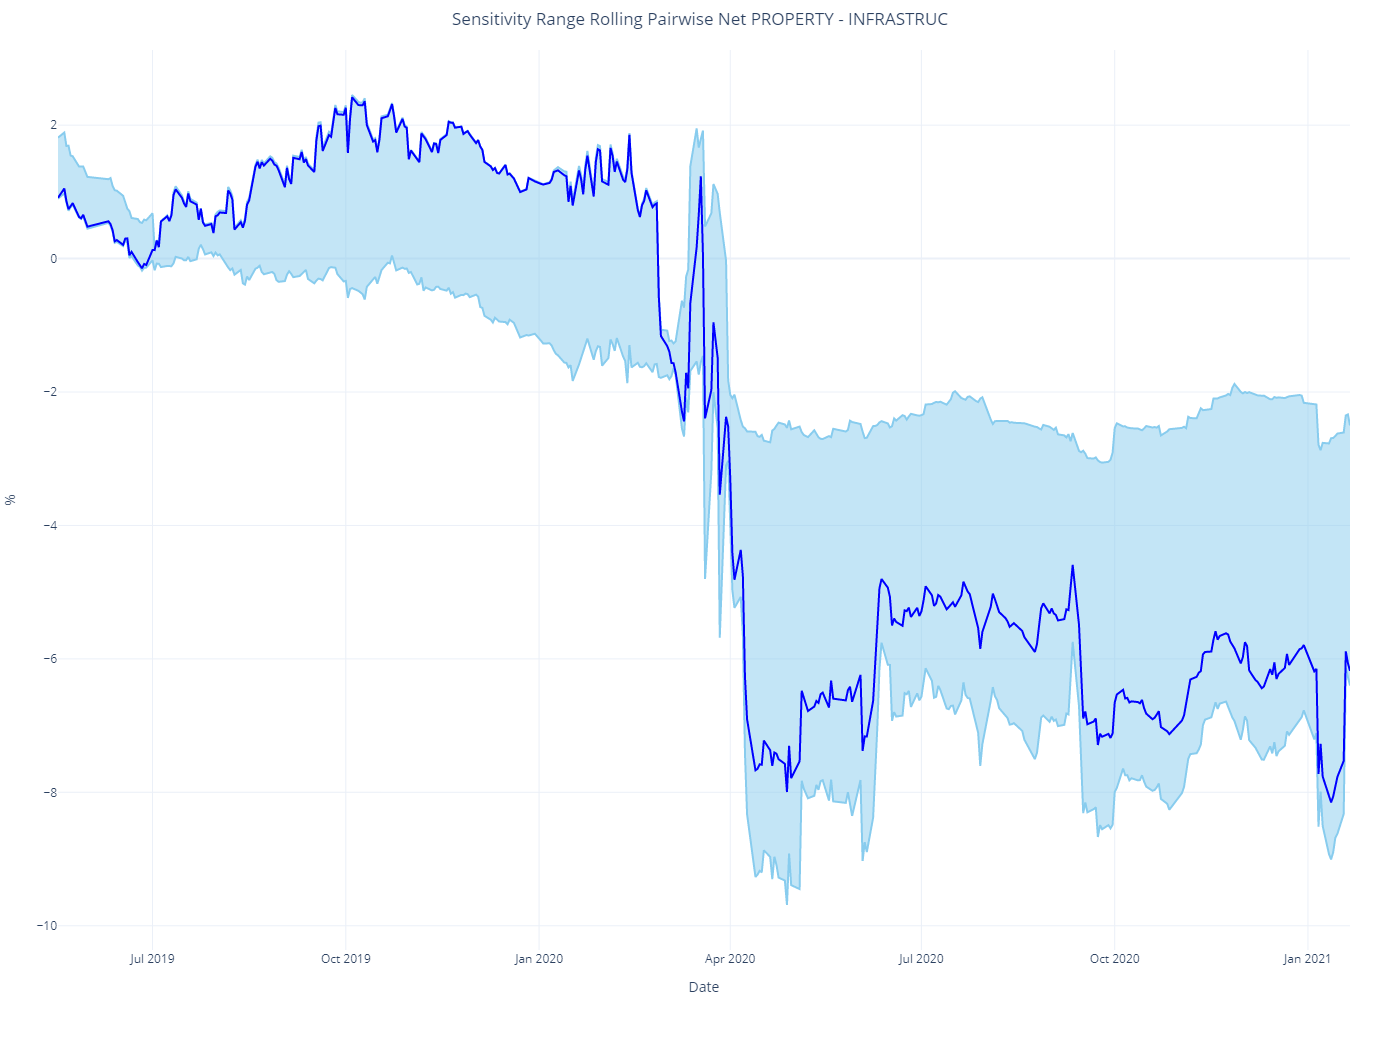 Sensitivity Range Rolling Pairwise Net PROPERTY - INFRASTRUC
2
0
−2
−4
−6
−8
−10
%
Jul 2019
Oct 2019
Jan 2020
Apr 2020
Jul 2020
Oct 2020
Jan 2021
Date